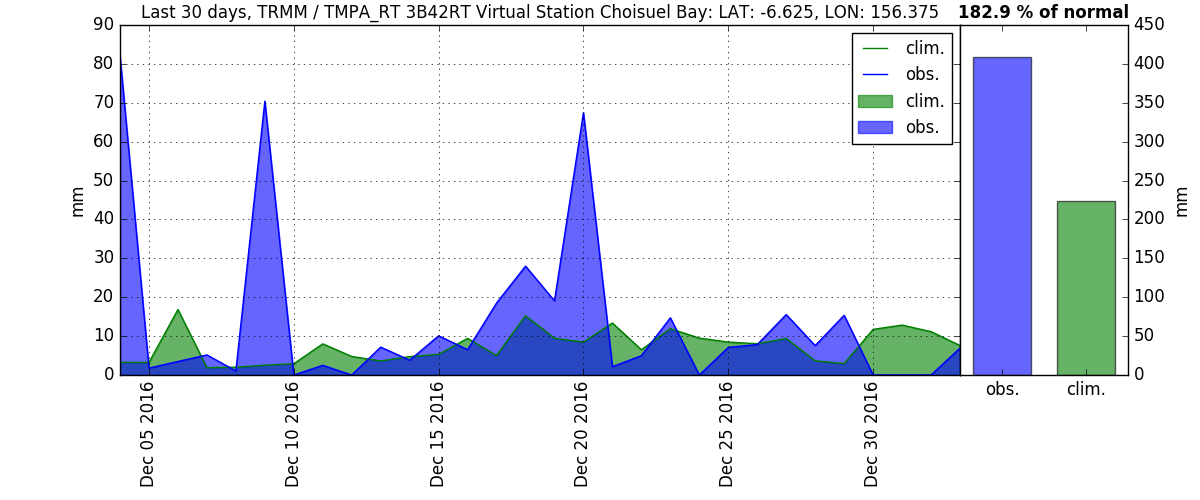 Last 30 days, TRMM / TMPA_RT 3B42RT Virtual Station Choisuel Bay: LAT: -6.625, LON: 156.375
182.9 % of normal
90
80
70
60
50
40
30
20
10
0
mm
clim.
obs.
clim.
obs.
Dec 05 2016
Dec 10 2016
Dec 15 2016
Dec 20 2016
Dec 25 2016
Dec 30 2016
450
400
350
300
250
200
150
100
50
0
mm
obs.
clim.